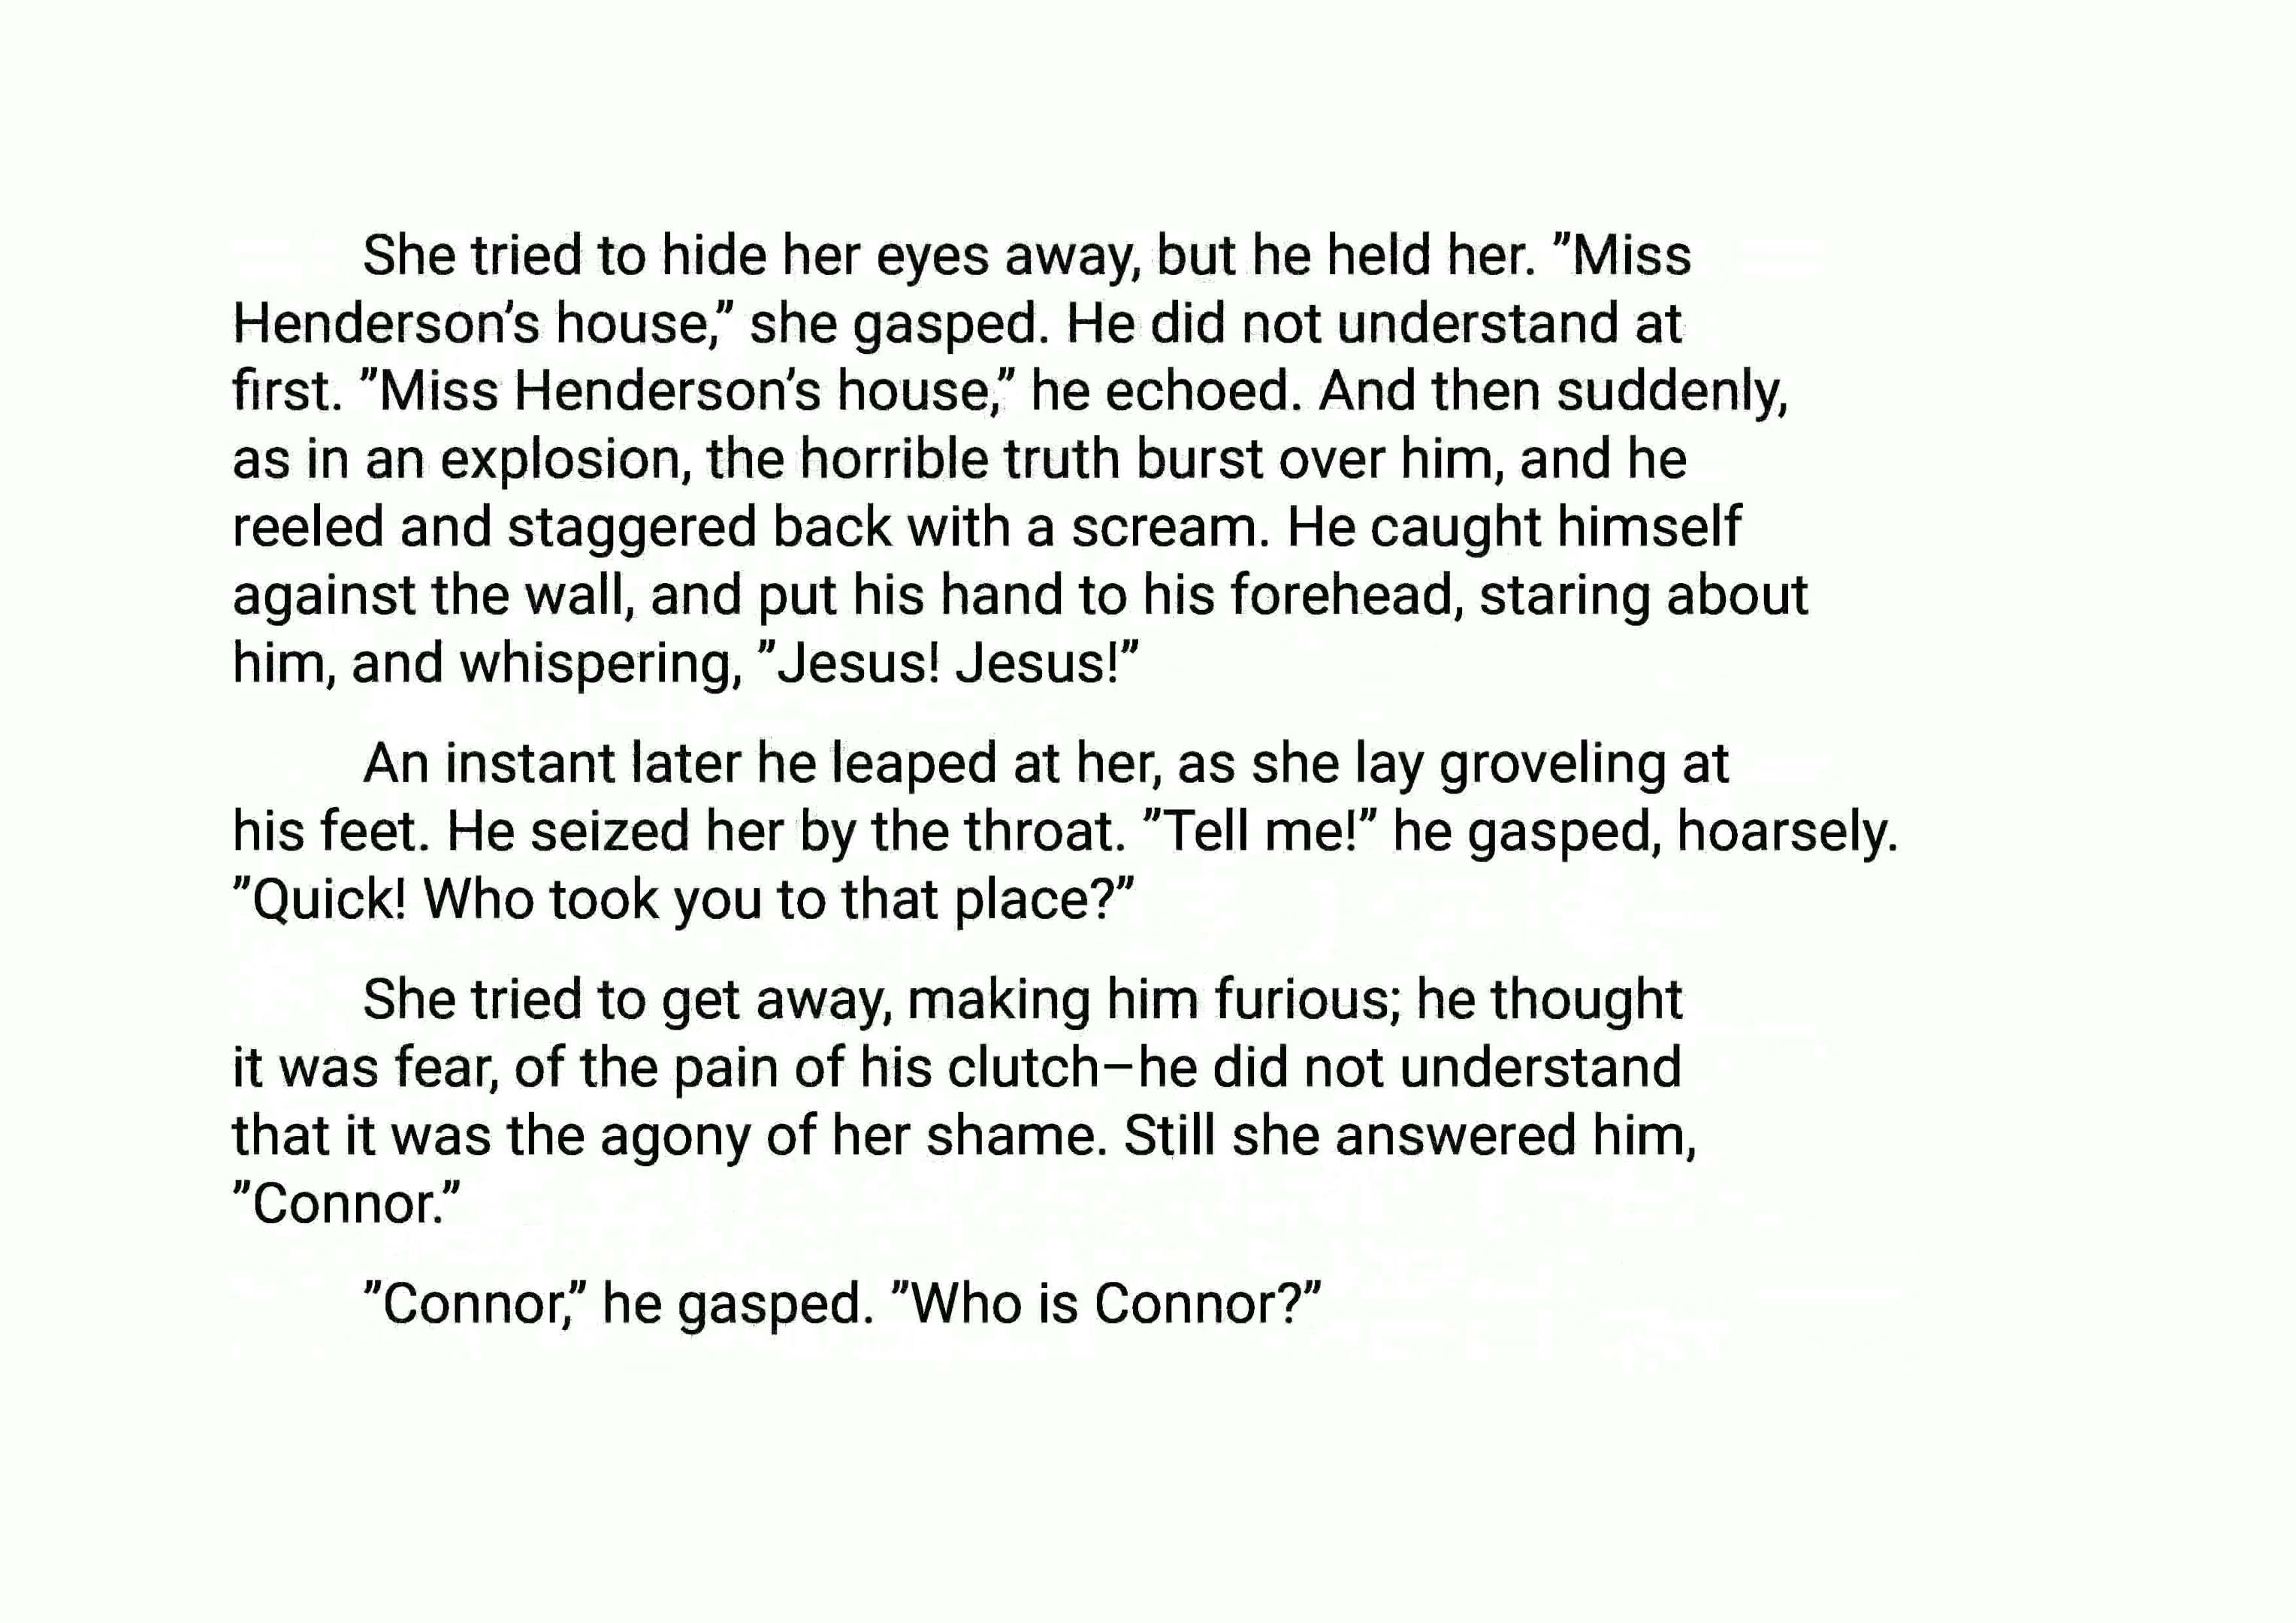 She tried to hide her eyes away, but he held her. ”Miss
Henderson’s house,” she gasped. He did not understand at
first. ”Miss Henderson’s house,” he echoed. And then suddenly,
as in an explosion, the horrible truth burst over him, and he
reeled and staggered back with a scream. He caught himself
against the wall, and put his hand to his forehead, staring about
him, and whispering, ”Jesus! Jesus!”
An instant later he leaped at her, as she lay groveling at
his feet. He seized her by the throat. ”Tell me!” he gasped, hoarsely.
”Quick! Who took you to that place?”
She tried to get away, making him furious; he thought
it was fear, of the pain of his clutch–he did not understand
that it was the agony of her shame. Still she answered him,
”Connor.”
”Connor,” he gasped. ”Who is Connor?”